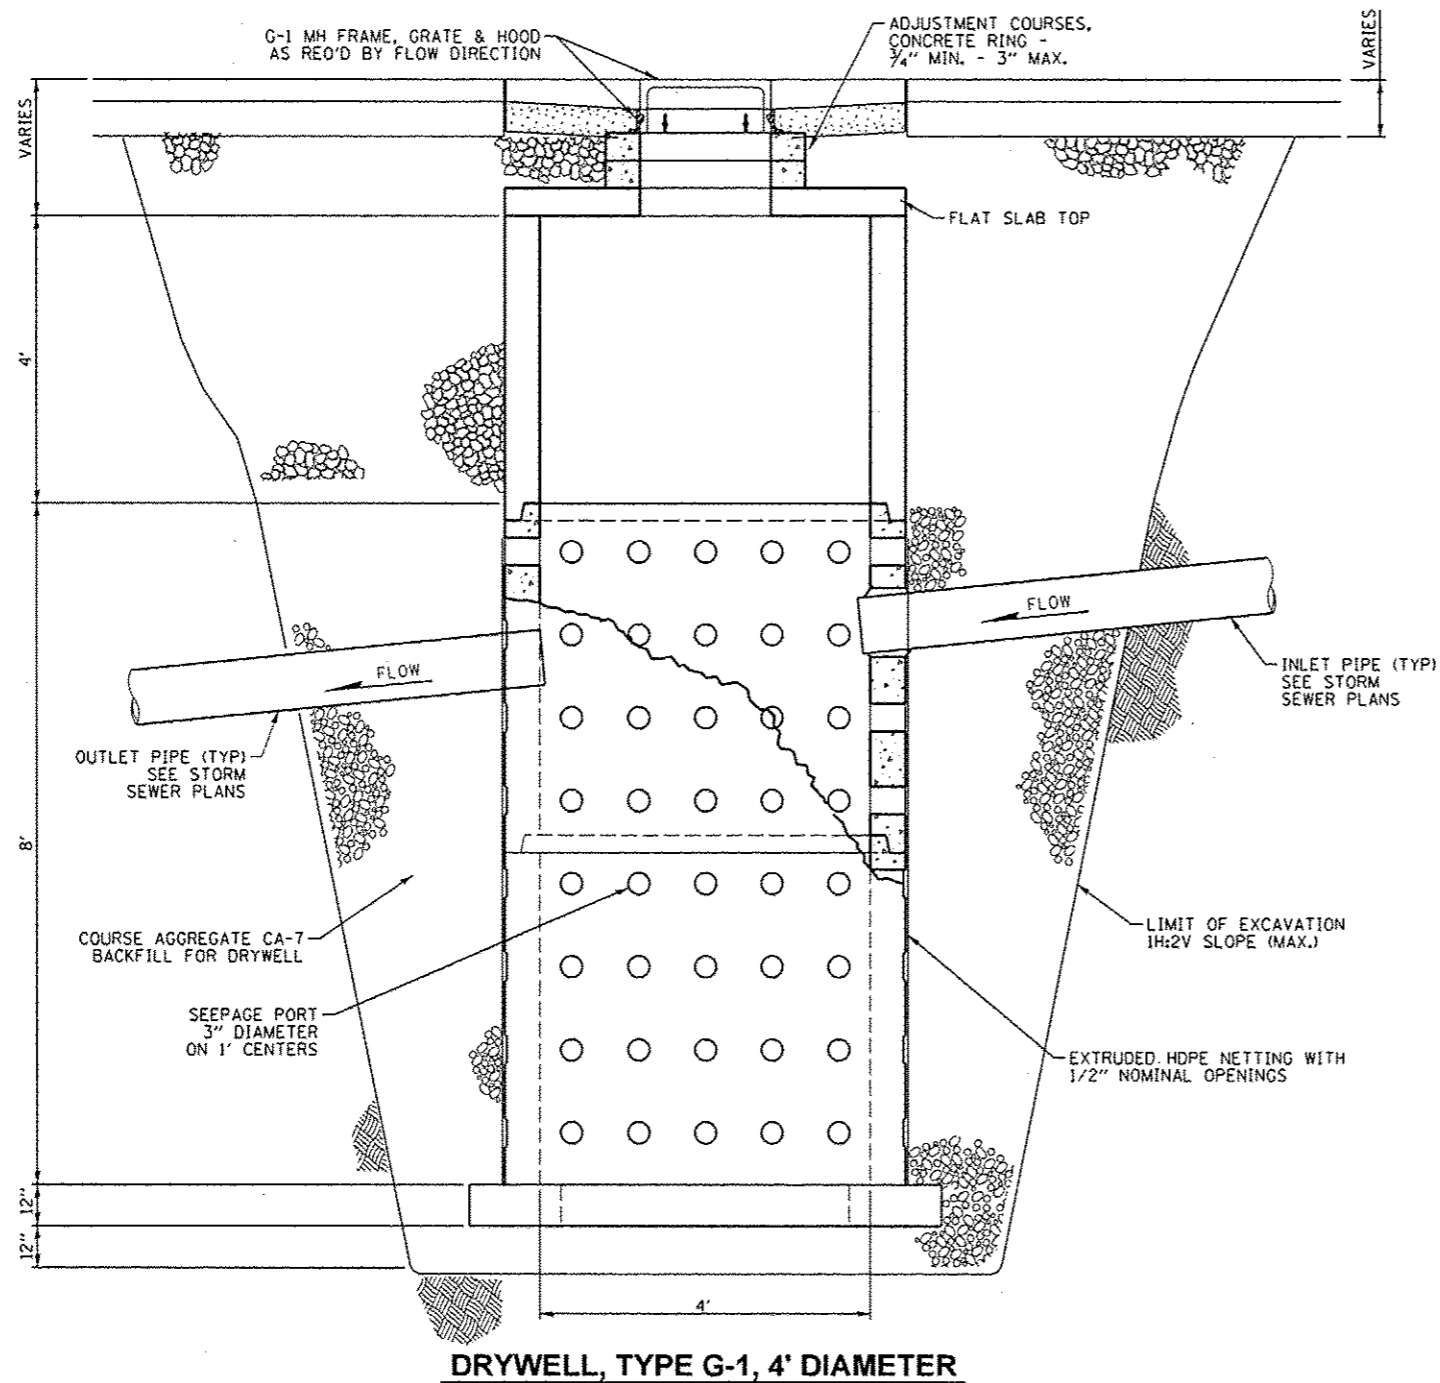 G-1 MH FRAME, GRATE & HOOD
AS REQ'D BY FLOW DIRECTION
ADJUSTMENT COURSES,
CONCRETE RING -
3/4" MIN. - 3" MAX.
VARIES
VARIES
FLAT SLAB TOP
4'
FLOW
FLOW
INLET PIPE (TYP)
SEE STORM
SEWER PLANS
OUTLET PIPE (TYP)
SEE STORM
SEWER PLANS
8'
COURSE AGGREGATE CA-7
BACKFILL FOR DRYWELL
LIMIT OF EXCAVATION
1H:2V SLOPE (MAX.)
SEEPAGE PORT
3" DIAMETER
ON 1' CENTERS
EXTRUDED HDPE NETTING WITH
1/2" NOMINAL OPENINGS
12"
12"
4'
DRYWELL, TYPE G-1, 4' DIAMETER